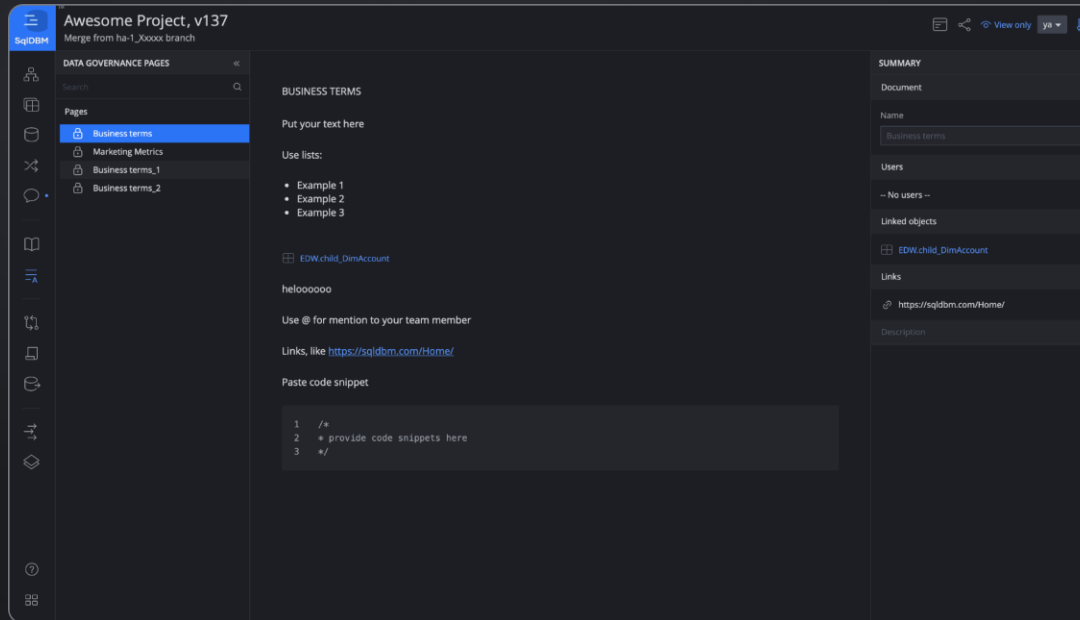 Awesome Project, v137
Merge from ha-1_Xxxxx branch
SqlDBM
View only
ya
DATA GOVERNANCE PAGES
Search
Pages
Business terms
Marketing Metrics
Business terms_1
Business terms_2
BUSINESS TERMS
Put your text here
Use lists:
• Example 1
• Example 2
• Example 3
EDW.child_DimAccount
heloooooo
Use @ for mention to your team member
Links, like https://sqldbm.com/Home/
Paste code snippet
1 /*
2 * provide code snippets here
3 */
SUMMARY
Document
Name
Business terms
Users
-- No users --
Linked objects
EDW.child_DimAccount
Links
https://sqldbm.com/Home/
Description